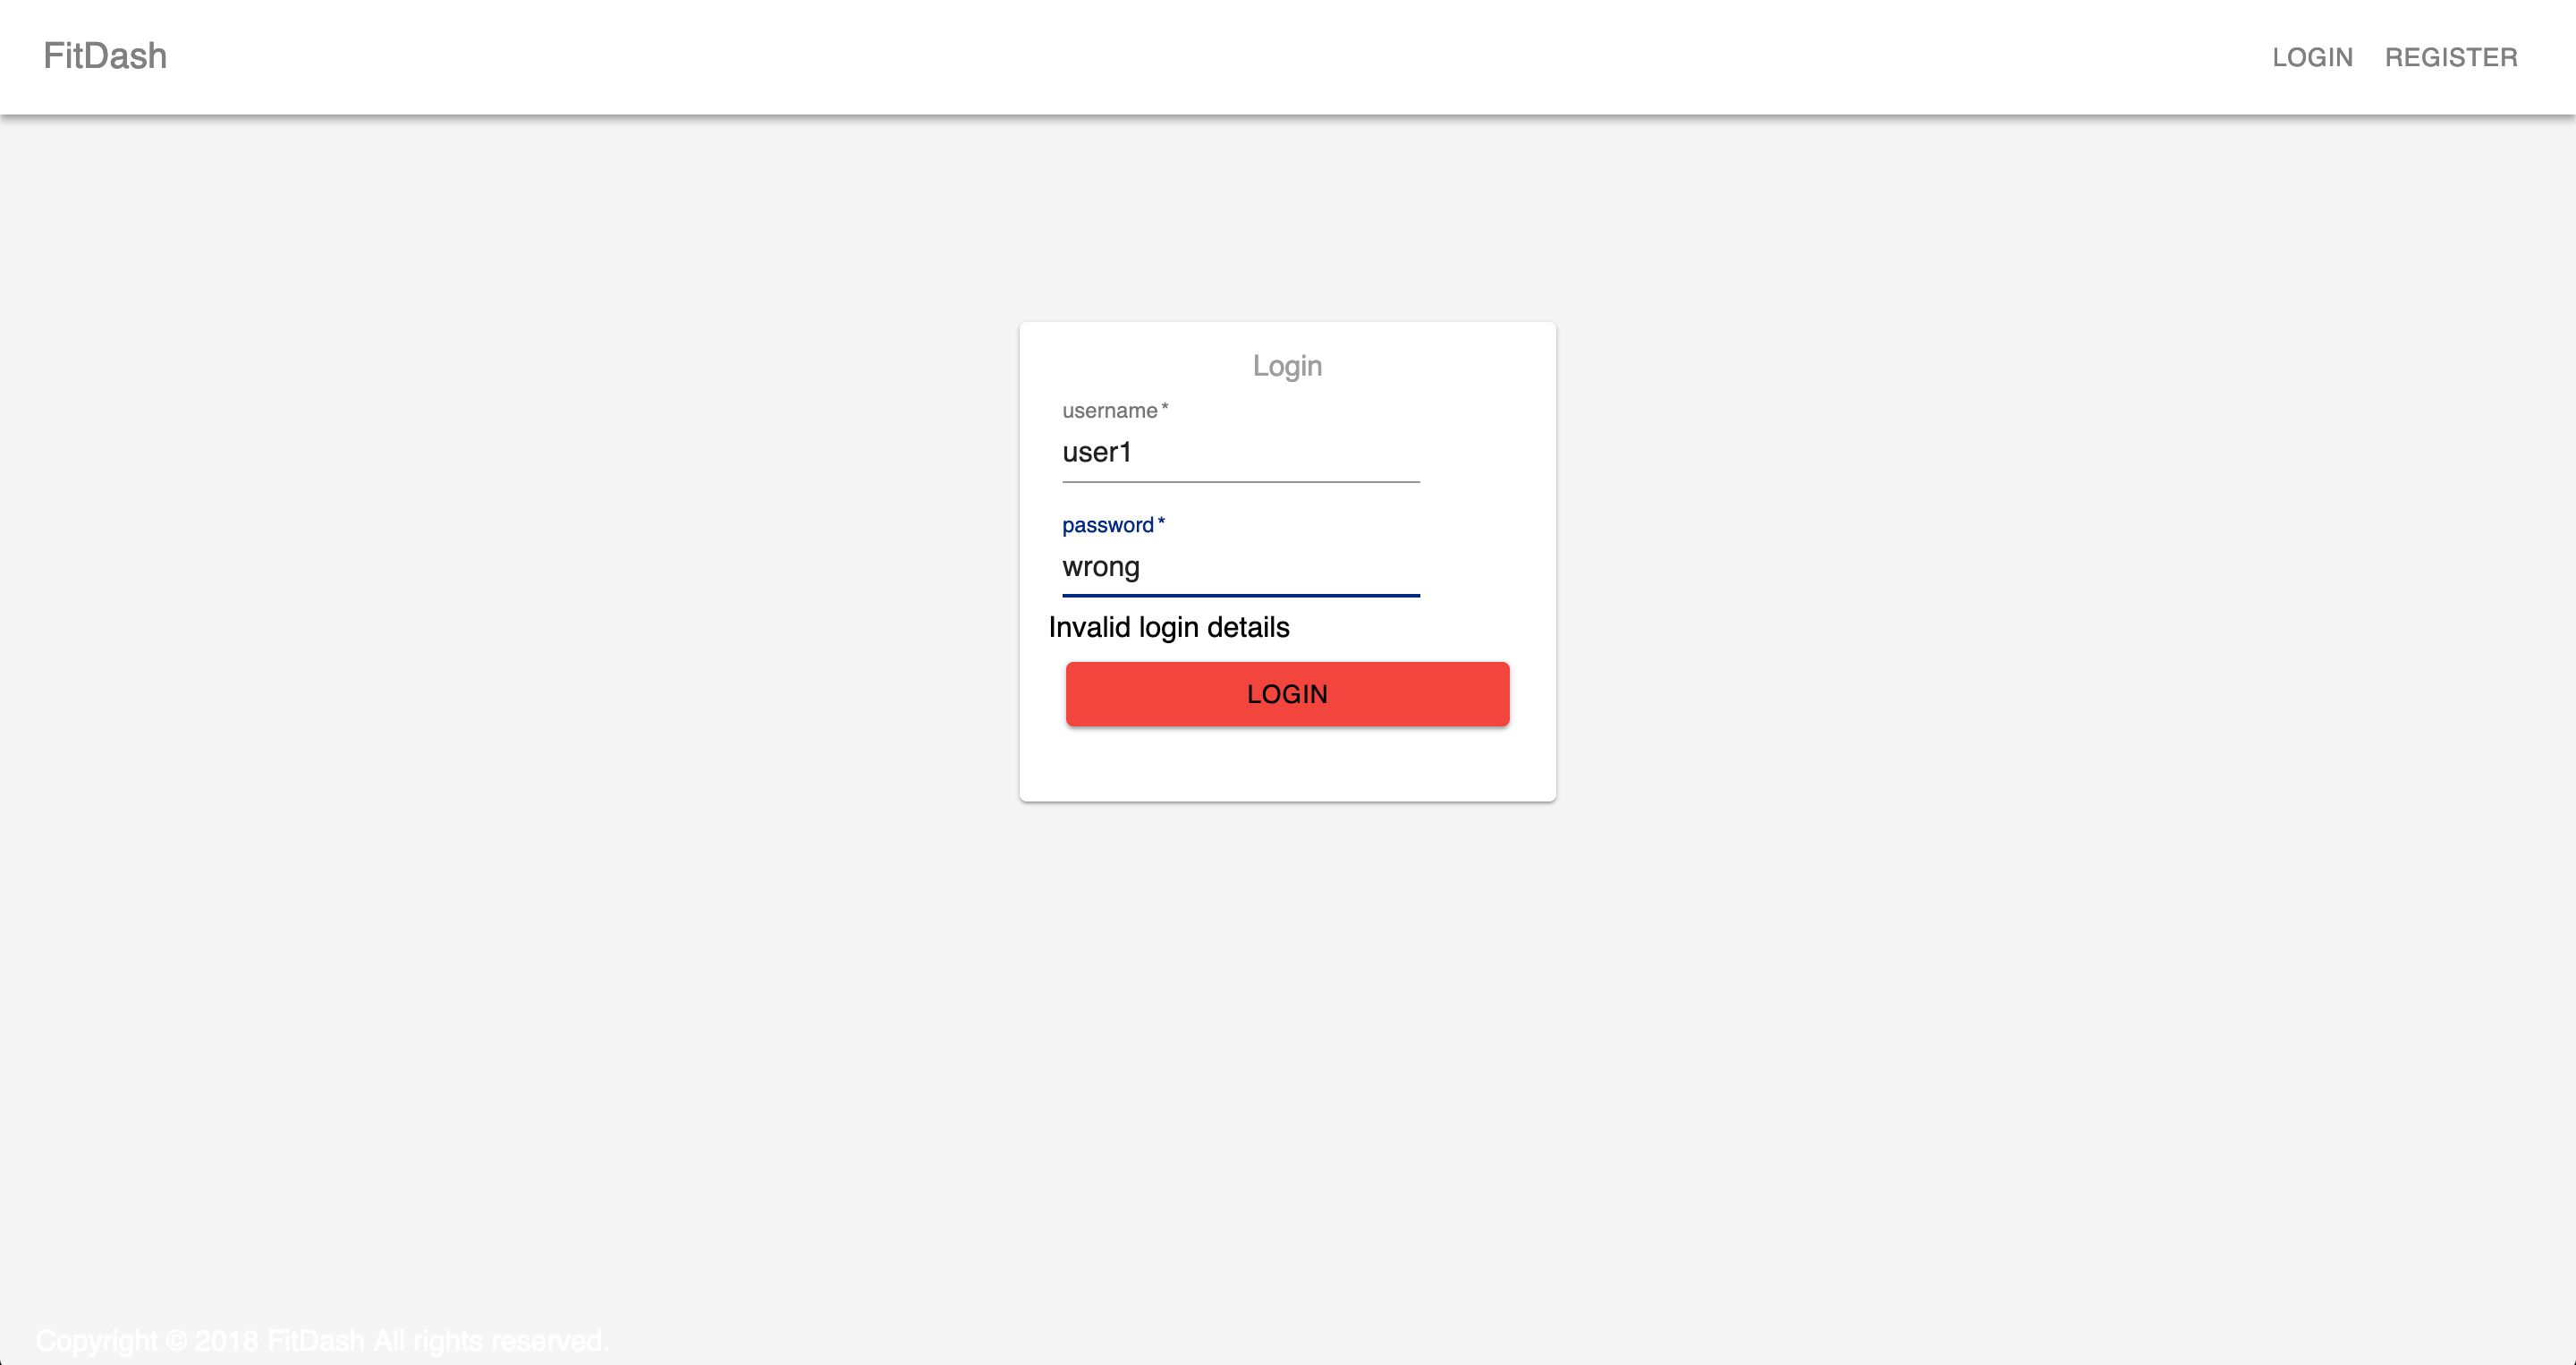 FitDash
LOGIN REGISTER
Login
username *
user1
password *
wrong
Invalid login details
LOGIN
Copyright © 2018 FitDash All rights reserved.